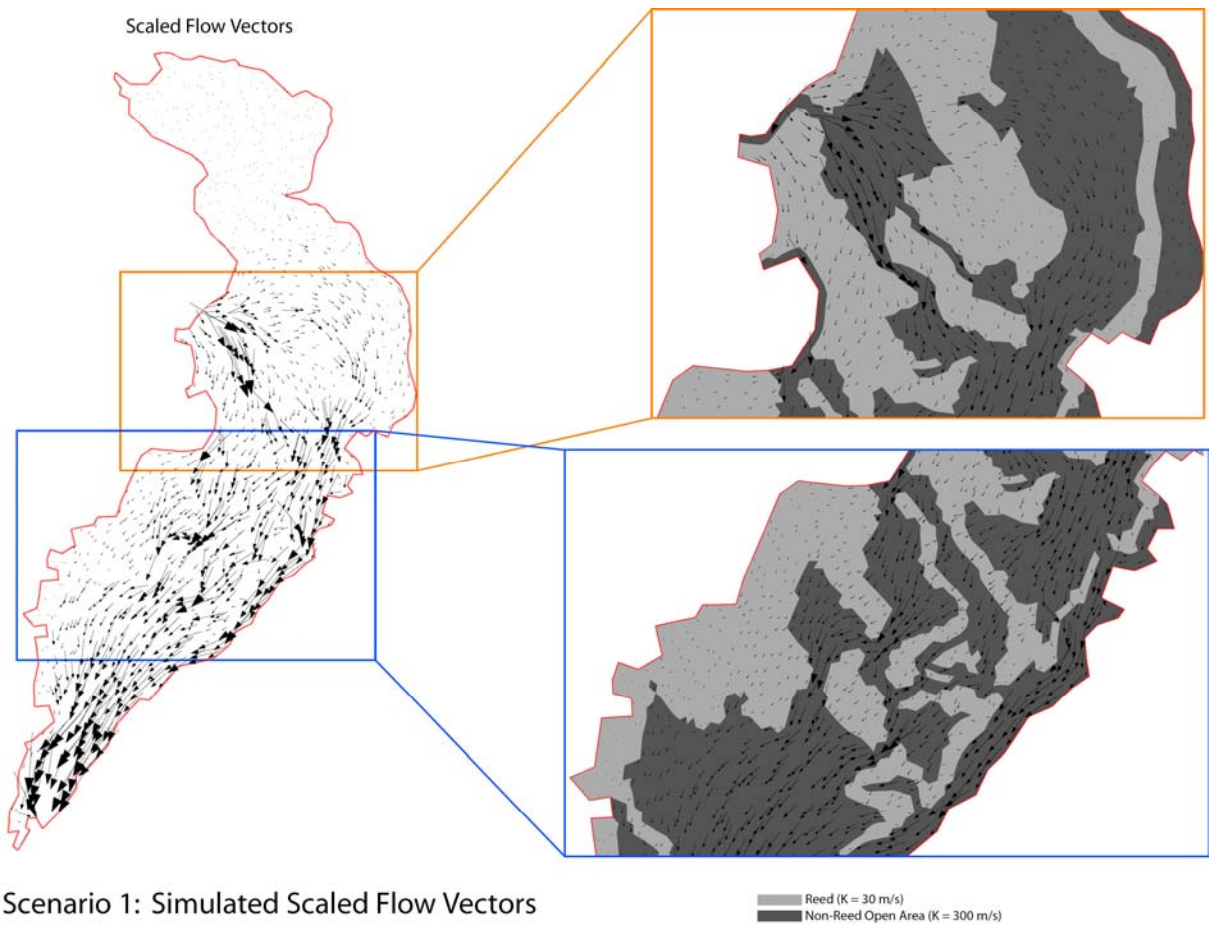 Scaled Flow Vectors
Scenario 1: Simulated Scaled Flow Vectors
Reed (K = 30 m/s)
Non-Reed Open Area (K = 300 m/s)